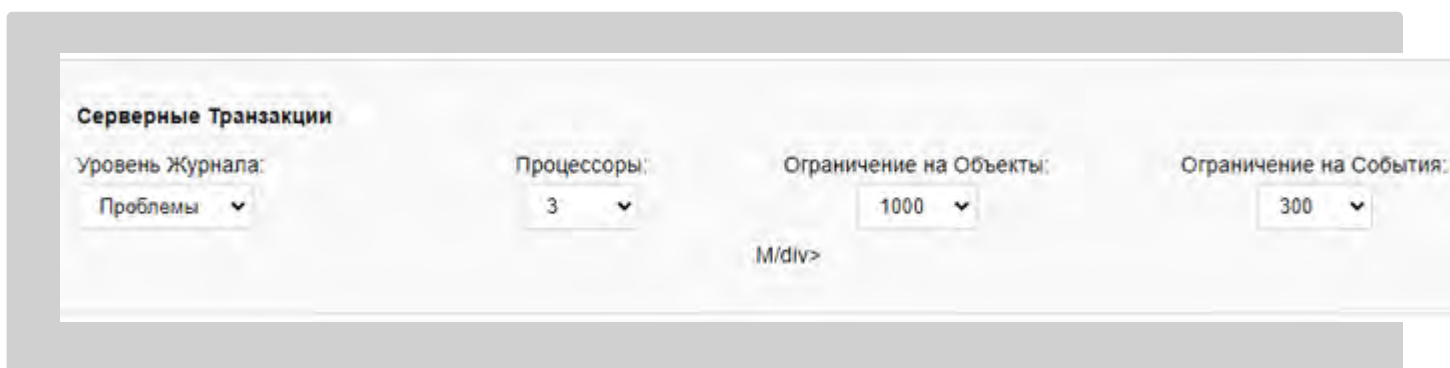 Серверные Транзакции
Уровень Журнала: Процессоры: Ограничение на Объекты: Ограничение на События:
Проблемы 3 1000 300
M/div>